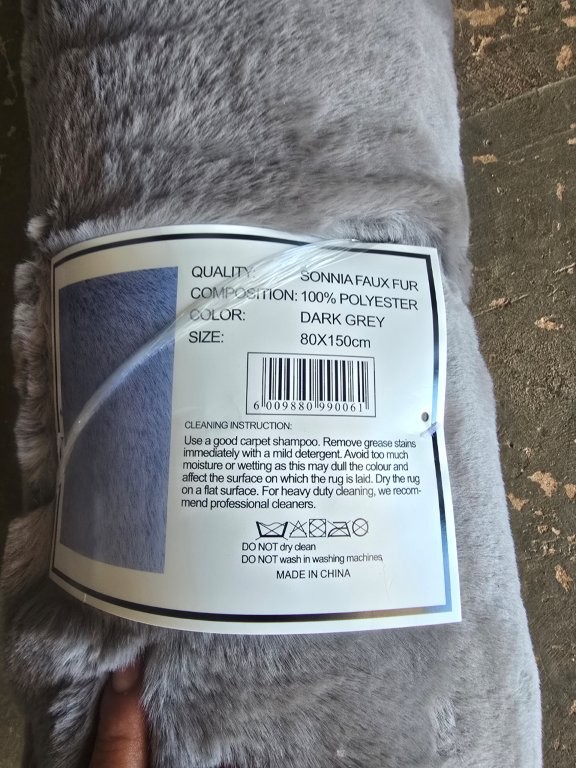 QUALITY: SONNIA FAUX FUR
COMPOSITION: 100% POLYESTER
COLOR: DARK GREY
SIZE: 80X150cm
6 009880 990061
CLEANING INSTRUCTION:
Use a good carpet shampoo. Remove grease stains
immediately with a mild detergent. Avoid too much
moisture or wetting as this may dull the colour and
affect the surface on which the rug is laid. Dry the rug
on a flat surface. For heavy duty cleaning, we recom-
mend professional cleaners.
DO NOT dry clean
DO NOT wash in washing machines,
MADE IN CHINA